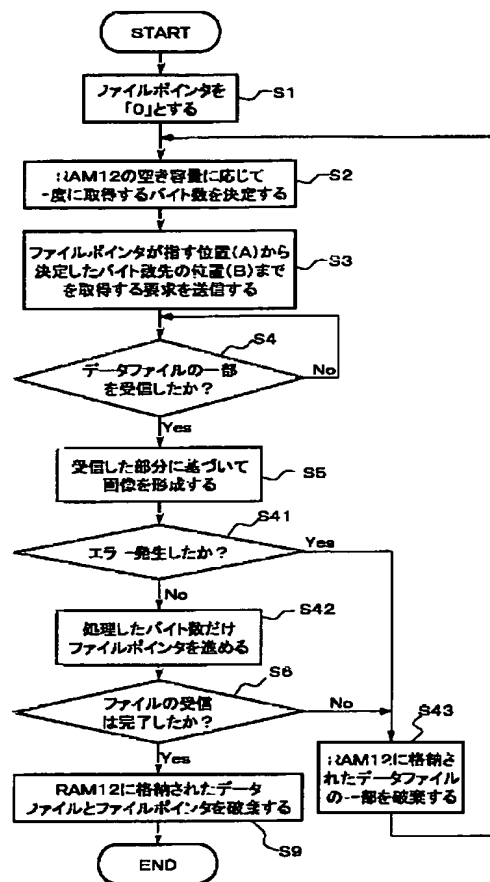 START
ファイルポインタを
「0」とする
S1
RAM12の空き容量に応じて
一度に取得するバイト数を決定する
S2
ファイルポインタが指す位置(A)から
決定したバイト数先の位置(B)まで
を取得する要求を送信する
S3
S4
データファイルの一部
を受信したか？
No
Yes
受信した部分に基づいて
画像を形成する
S5
S41
エラー発生したか？
Yes
No
処理したバイト数だけ
ファイルポインタを進める
S42
S6
ファイルの受信
は完了したか？
No
Yes
S43
RAM12に格納さ
れたデータファイル
の一部を破棄する
RAM12に格納されたデータ
ファイルとファイルポインタを破棄する
S9
END